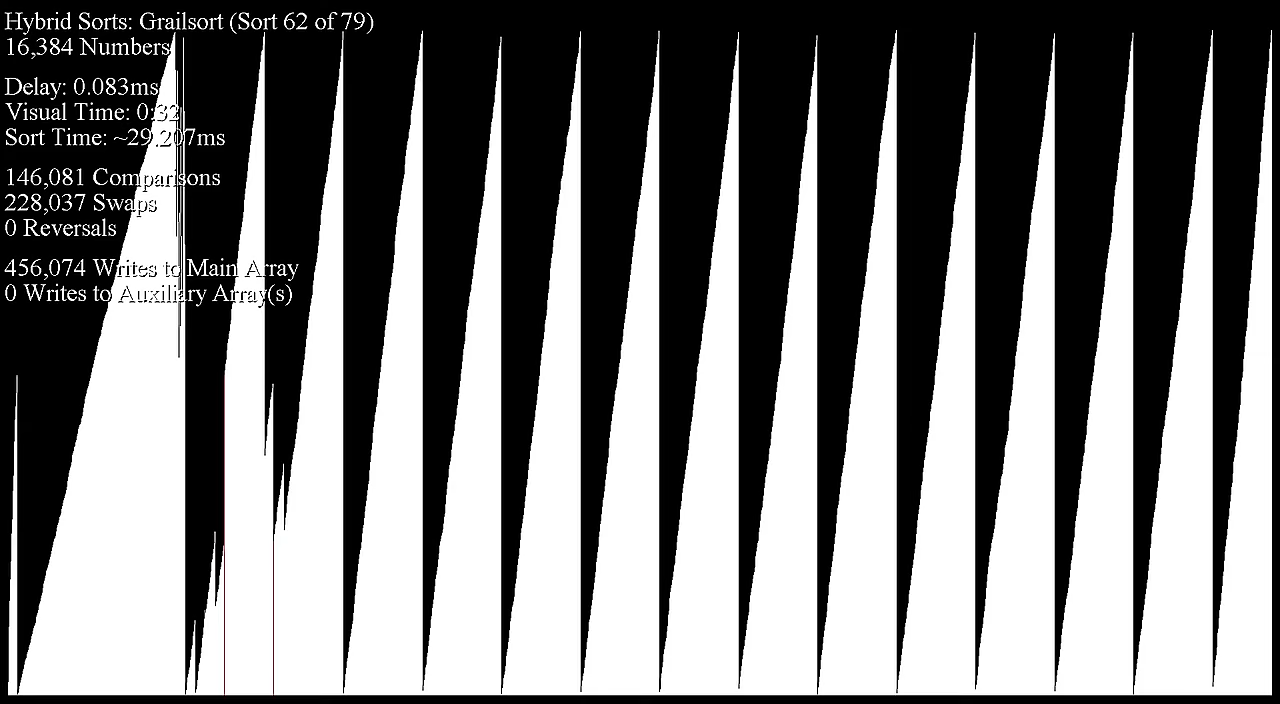 Hybrid Sorts: Grailsort (Sort 62 of 79)
16,384 Numbers
Delay: 0.083ms
Visual Time: 0:32
Sort Time: ~29.207ms
146,081 Comparisons
228,037 Swaps
0 Reversals
456,074 Writes to Main Array
0 Writes to Auxiliary Array(s)